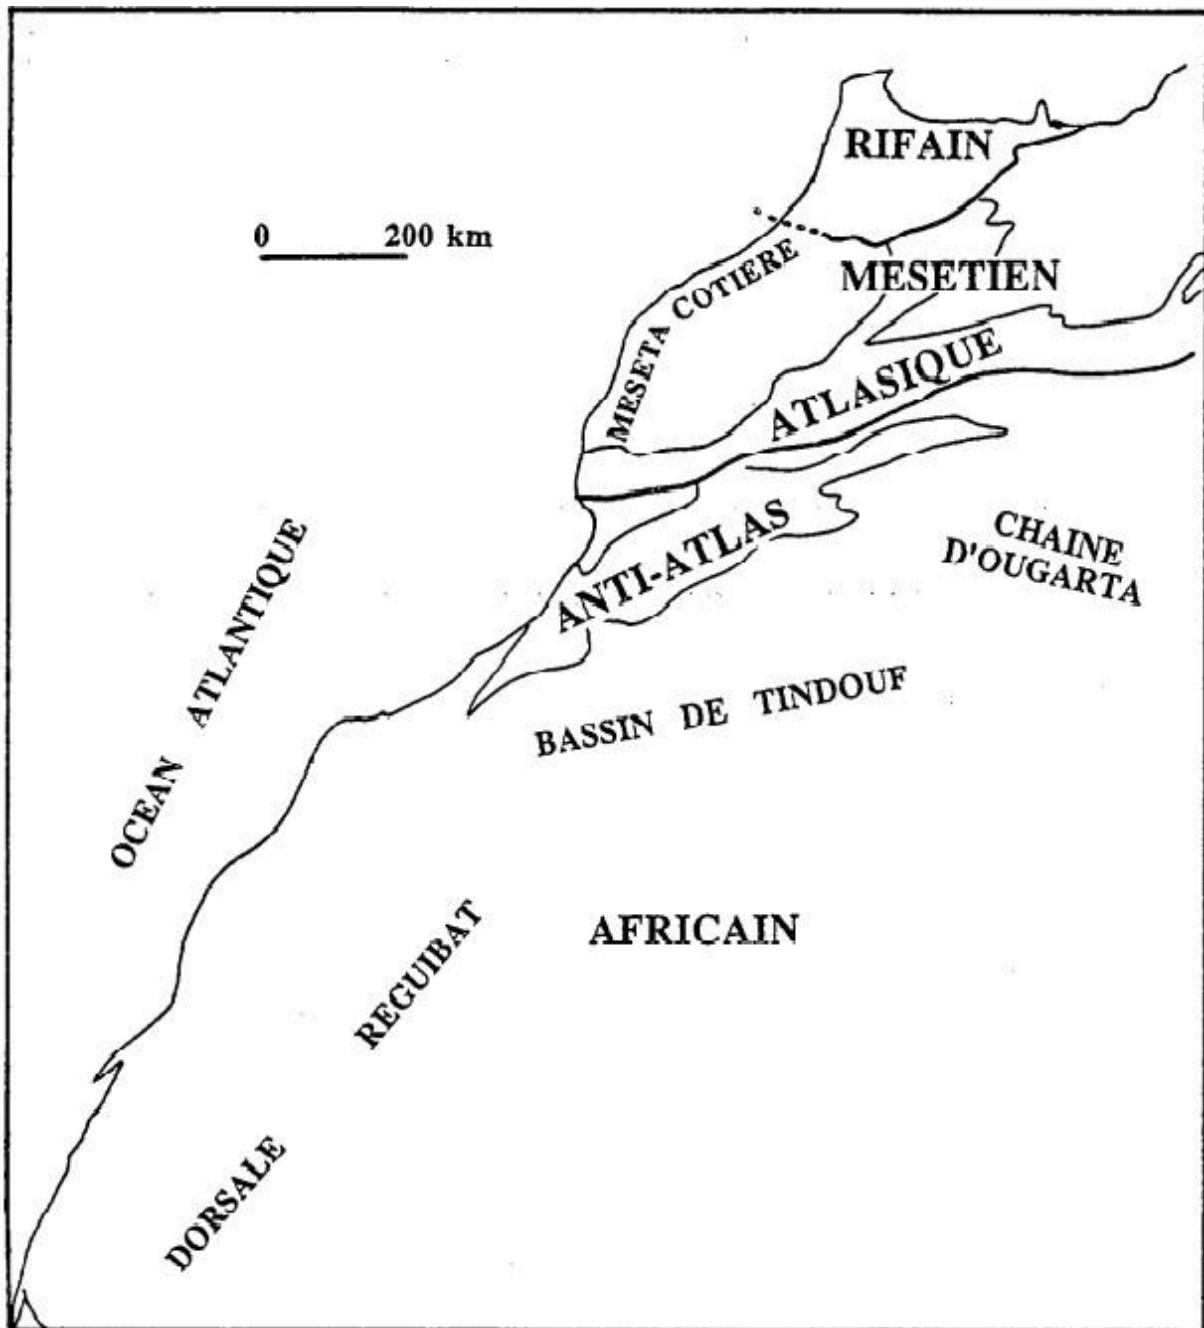 RIFAIN
0 200 km
MESETA COTIERE
MESETIEN
ATLASIQUE
ANTI-ATLAS
CHAINE
D'OUGARTA
OCEAN ATLANTIQUE
BASSIN DE TINDOUF
AFRICAIN
DORSALE REGUIBAT